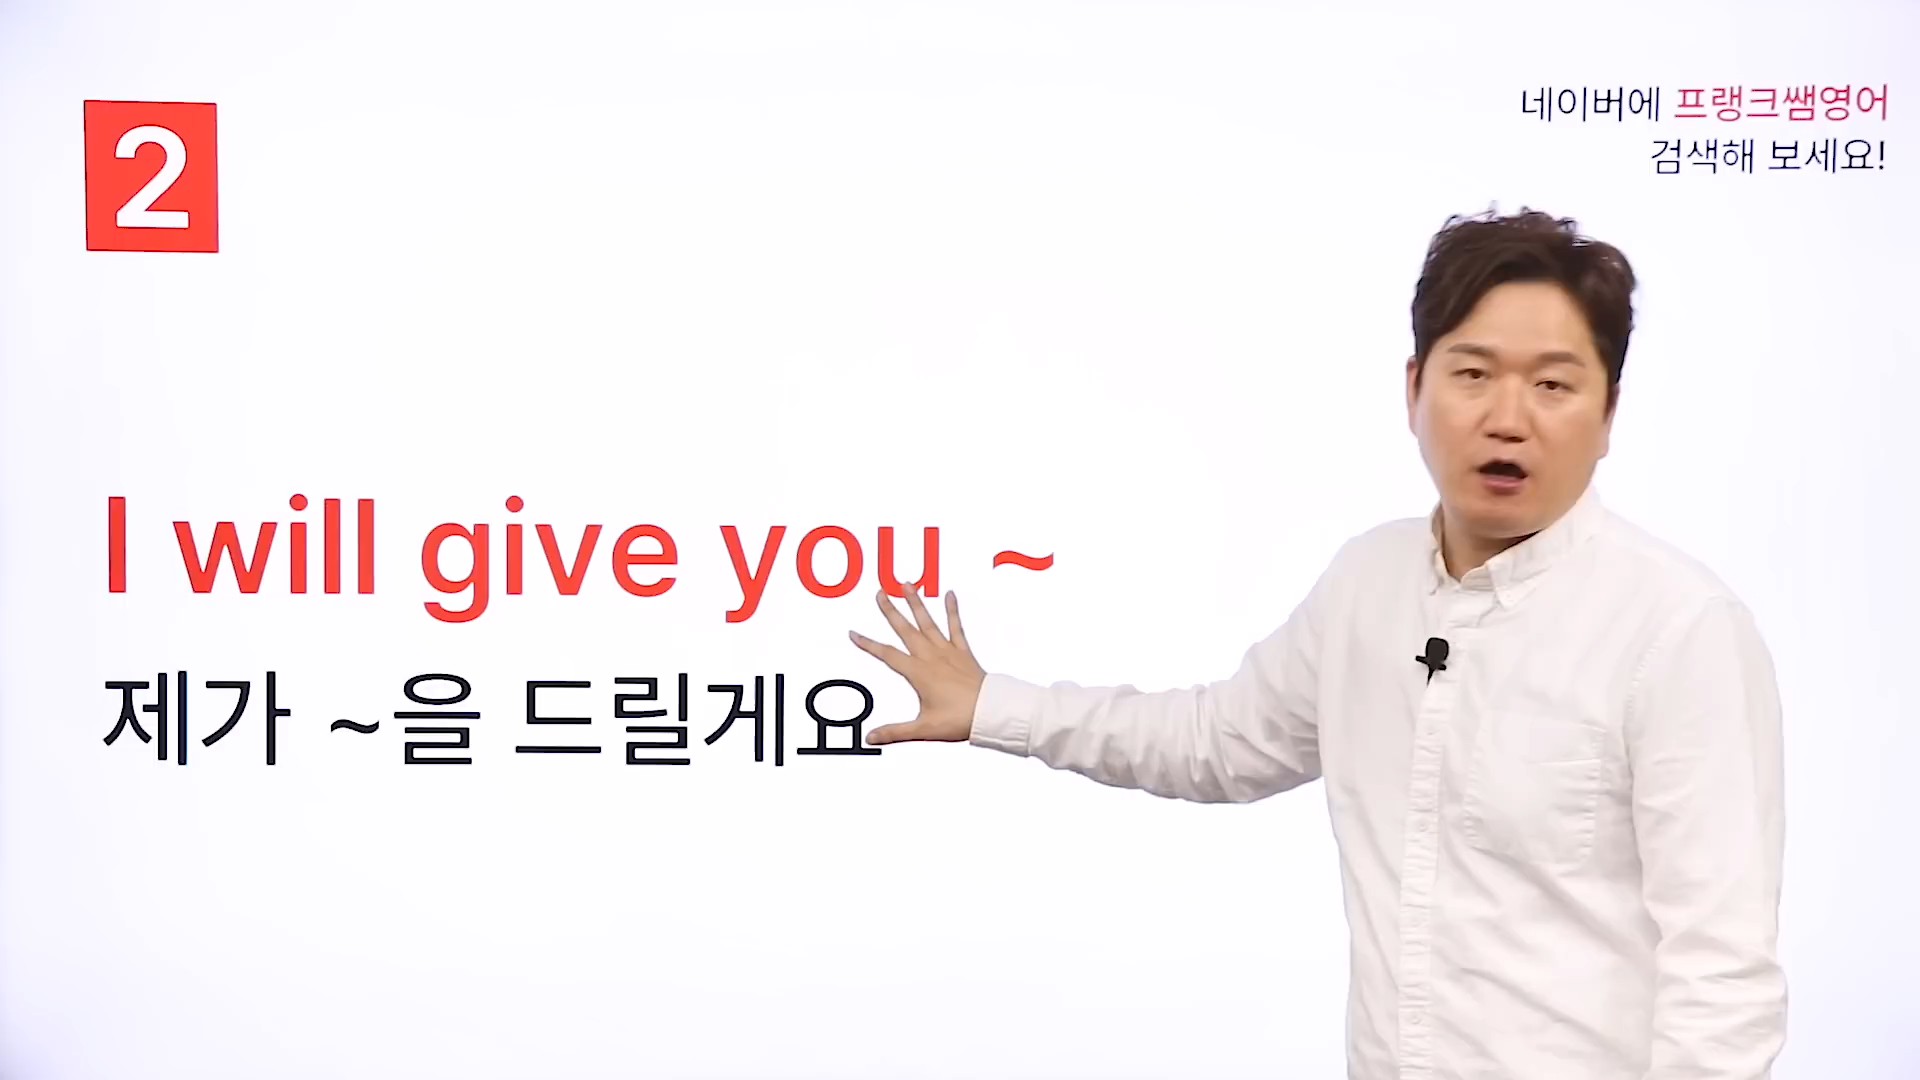 2
네이버에 프랭크쌤영어
검색해 보세요!
I will give you ~
제가 ~을 드릴게요